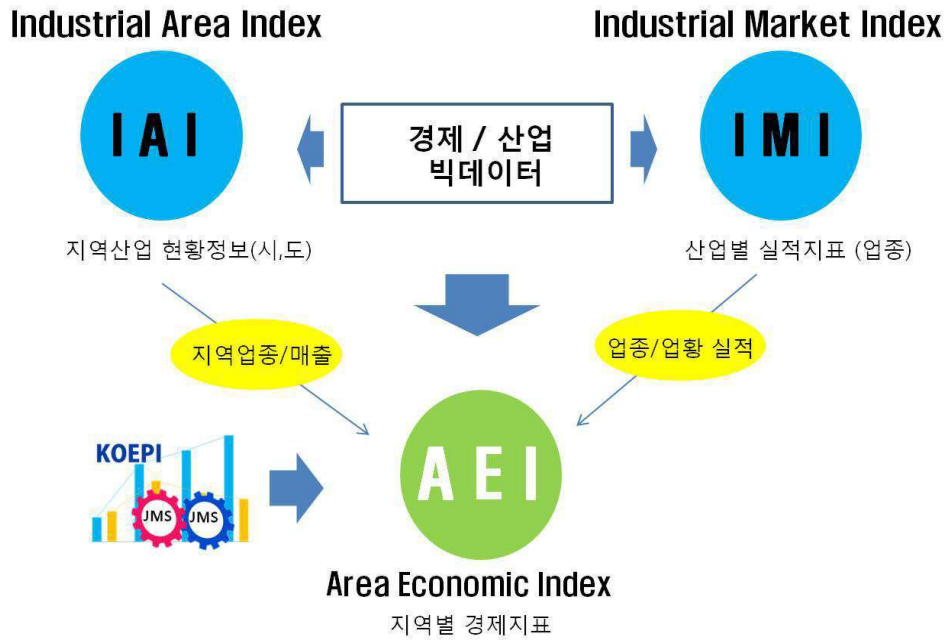 Industrial Area Index
Industrial Market Index
IAI
경제 / 산업
빅데이터
IMI
지역산업 현황정보(시,도)
산업별 실적지표 (업종)
지역업종/매출
업종/업황 실적
KOEPI
JMS
JMS
AEI
Area Economic Index
지역별 경제지표